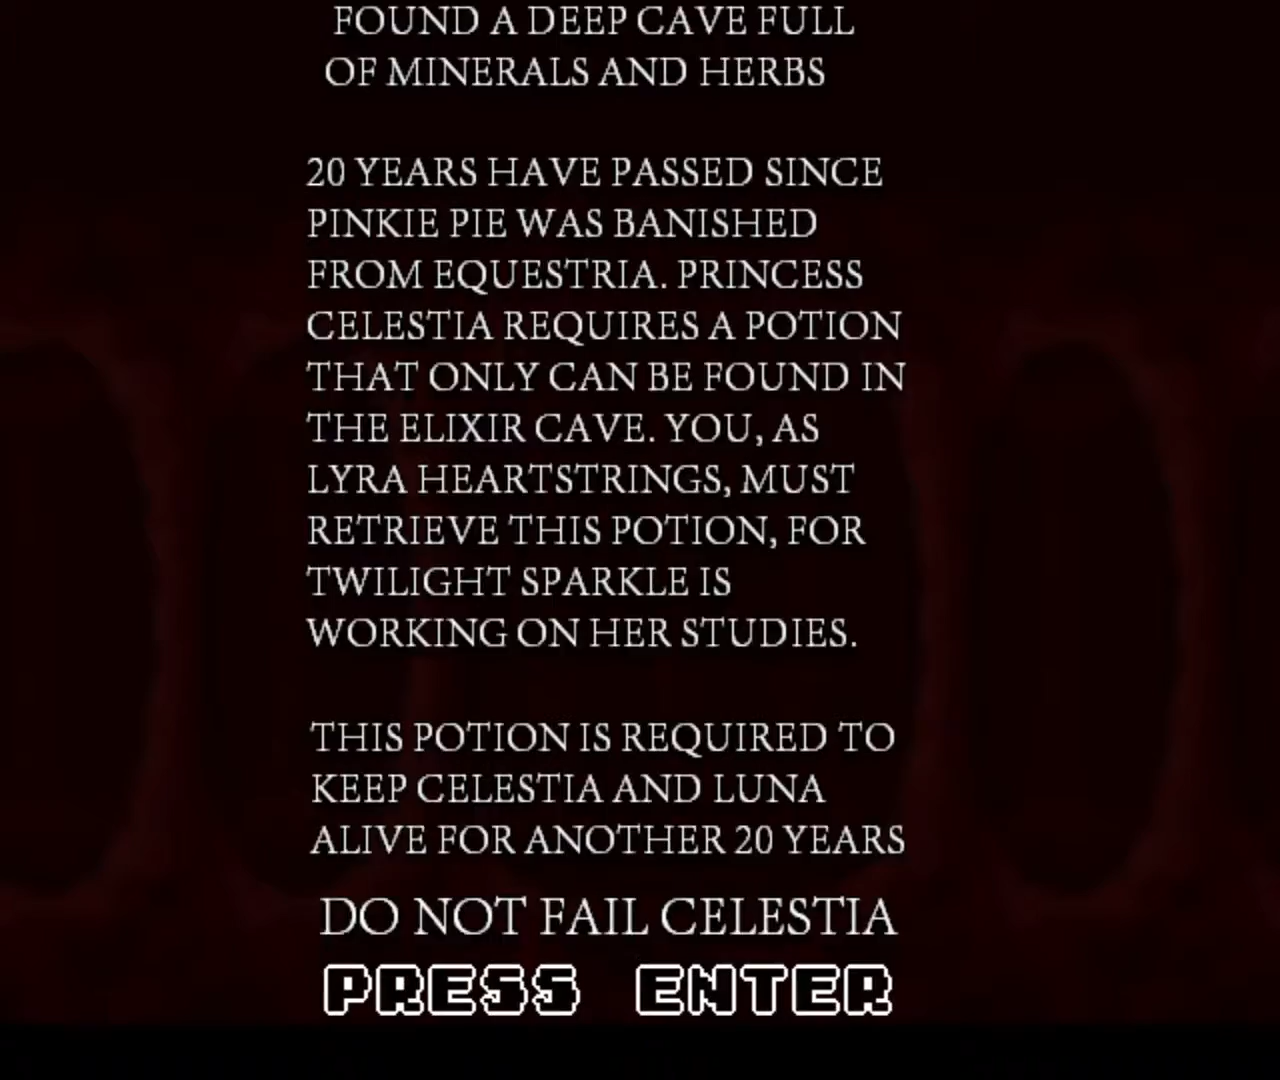 FOUND A DEEP CAVE FULL
OF MINERALS AND HERBS
20 YEARS HAVE PASSED SINCE
PINKIE PIE WAS BANISHED
FROM EQUESTRIA. PRINCESS
CELESTIA REQUIRES A POTION
THAT ONLY CAN BE FOUND IN
THE ELIXIR CAVE. YOU, AS
LYRA HEARTSTRINGS, MUST
RETRIEVE THIS POTION, FOR
TWILIGHT SPARKLE IS
WORKING ON HER STUDIES.
THIS POTION IS REQUIRED TO
KEEP CELESTIA AND LUNA
ALIVE FOR ANOTHER 20 YEARS
DO NOT FAIL CELESTIA
PRESS ENTER